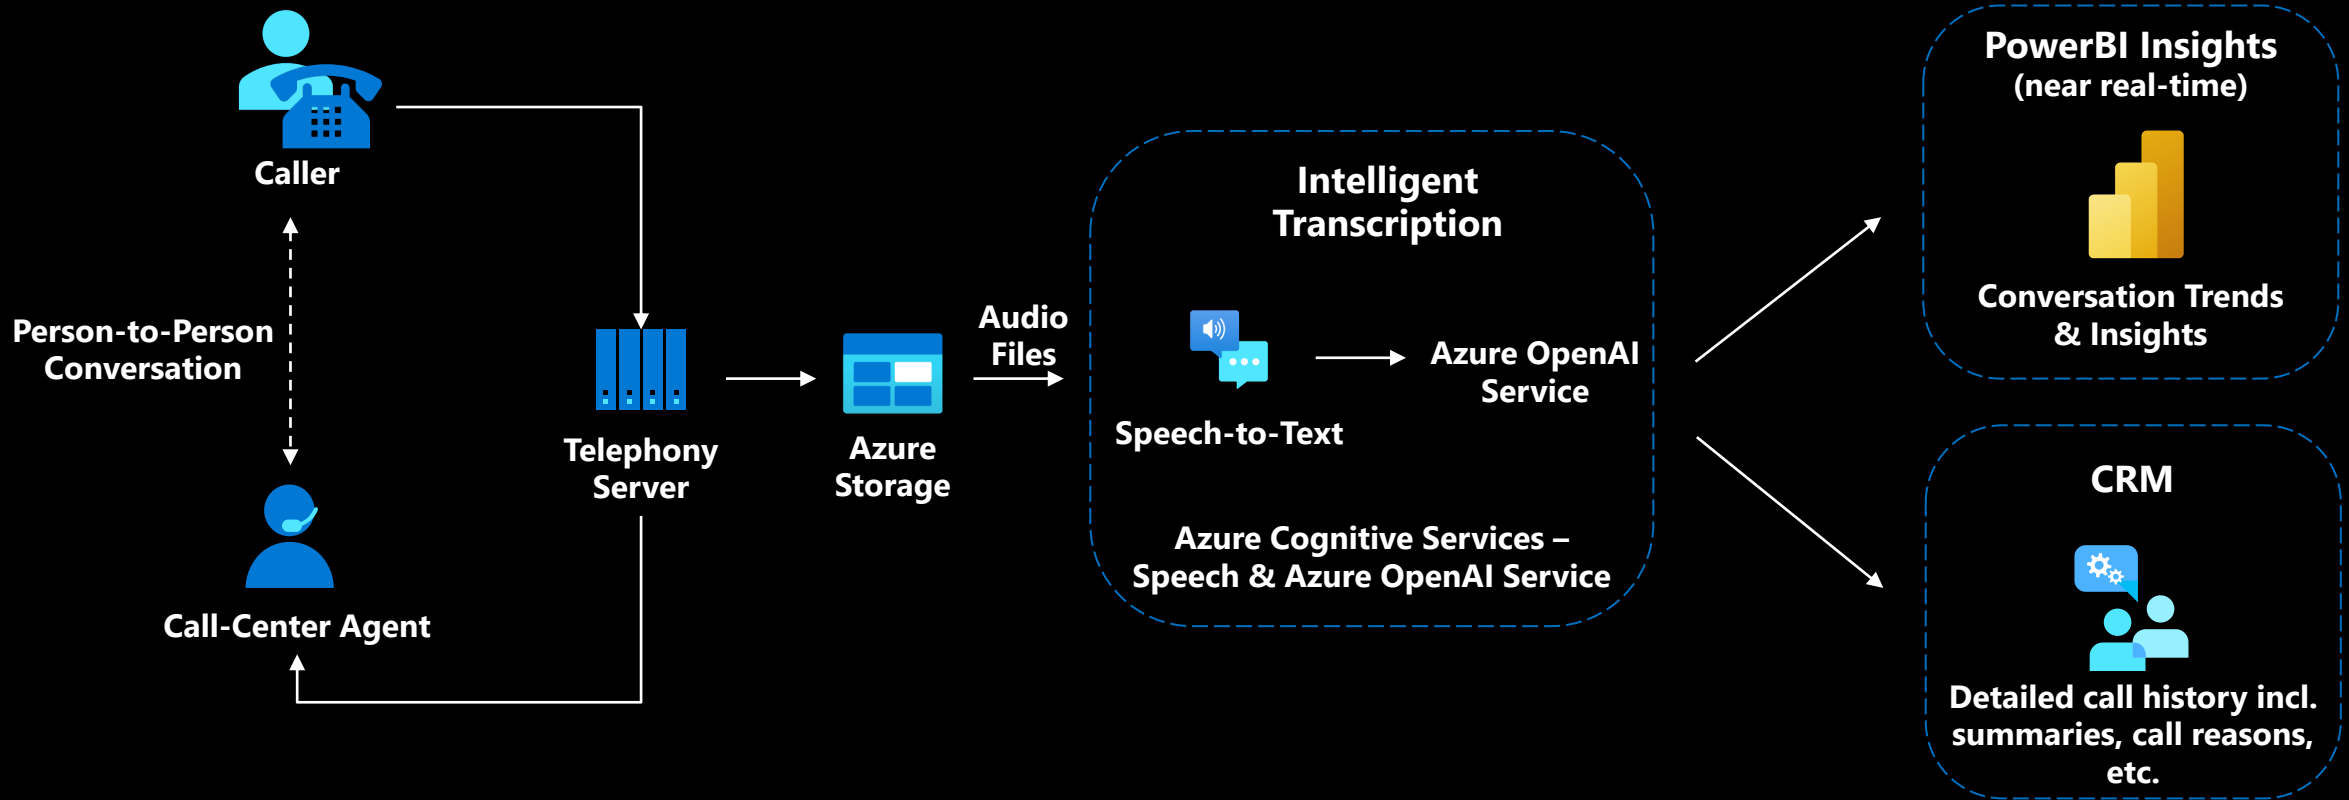 Caller
Person-to-Person
Conversation
Call-Center Agent
Telephony
Server
Azure
Storage
Audio
Files
Intelligent
Transcription
Speech-to-Text
Azure OpenAI
Service
Azure Cognitive Services –
Speech & Azure OpenAI Service
PowerBI Insights
(near real-time)
Conversation Trends
& Insights
CRM
Detailed call history incl.
summaries, call reasons,
etc.